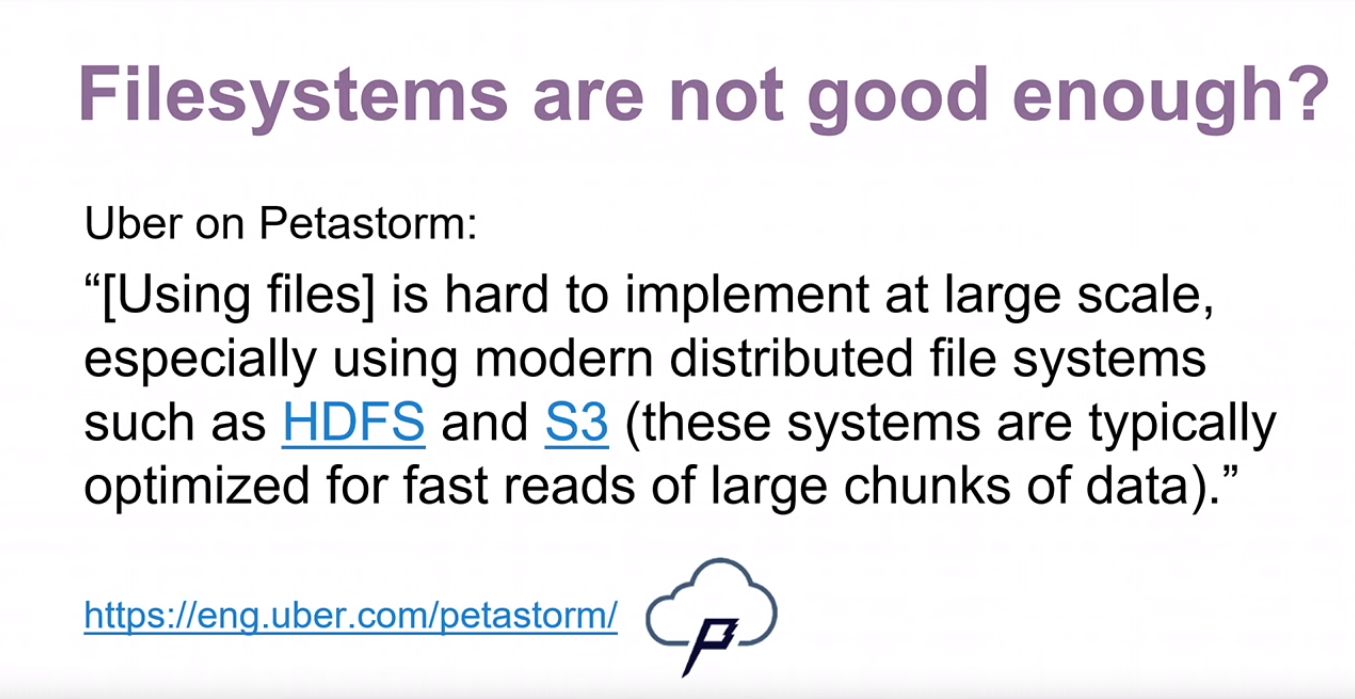 Filesystems are not good enough?
Uber on Petastorm:
“[Using files] is hard to implement at large scale,
especially using modern distributed file systems
such as HDFS and S3 (these systems are typically
optimized for fast reads of large chunks of data).”
https://eng.uber.com/petastorm/